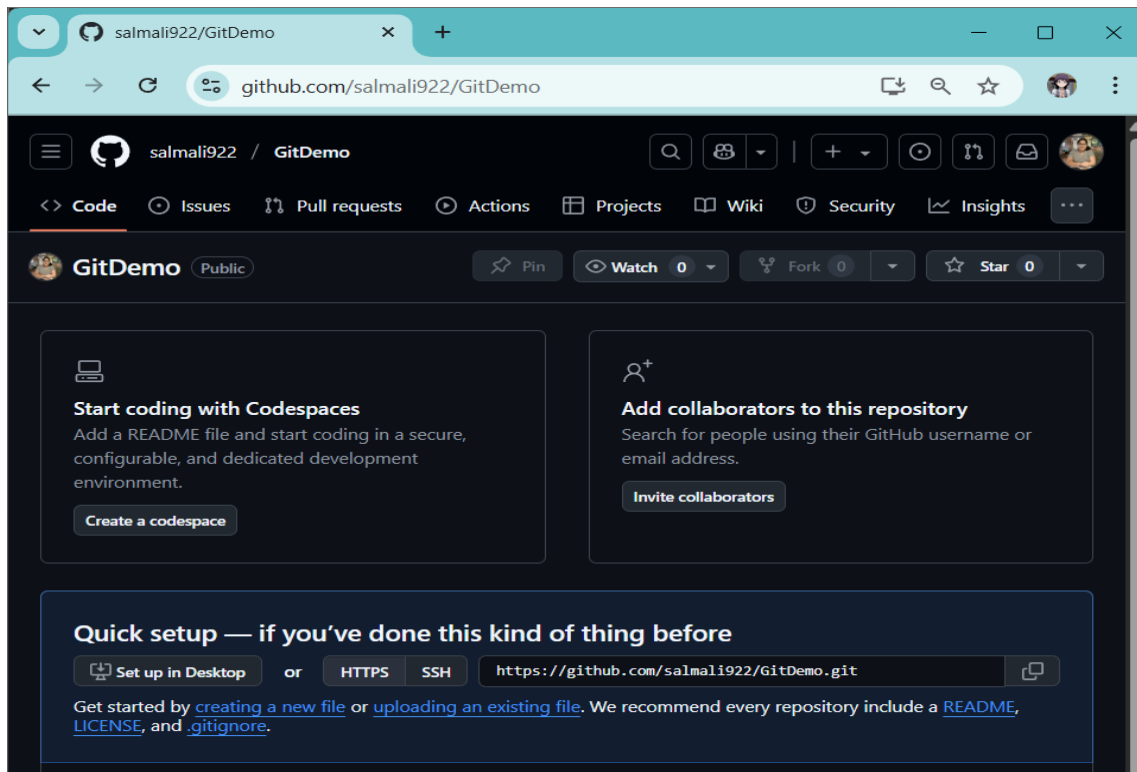 salmali922/GitDemo
github.com/salmali922/GitDemo
salmali922 / GitDemo
Code Issues Pull requests Actions Projects Wiki Security Insights
GitDemo Public Pin Watch 0 Fork 0 Star 0
Start coding with Codespaces
Add a README file and start coding in a secure,
configurable, and dedicated development
environment.
Create a codespace
Add collaborators to this repository
Search for people using their GitHub username or
email address.
Invite collaborators
Quick setup — if you’ve done this kind of thing before
Set up in Desktop or HTTPS SSH https://github.com/salmali922/GitDemo.git
Get started by creating a new file or uploading an existing file. We recommend every repository include a README,
LICENSE, and .gitignore.